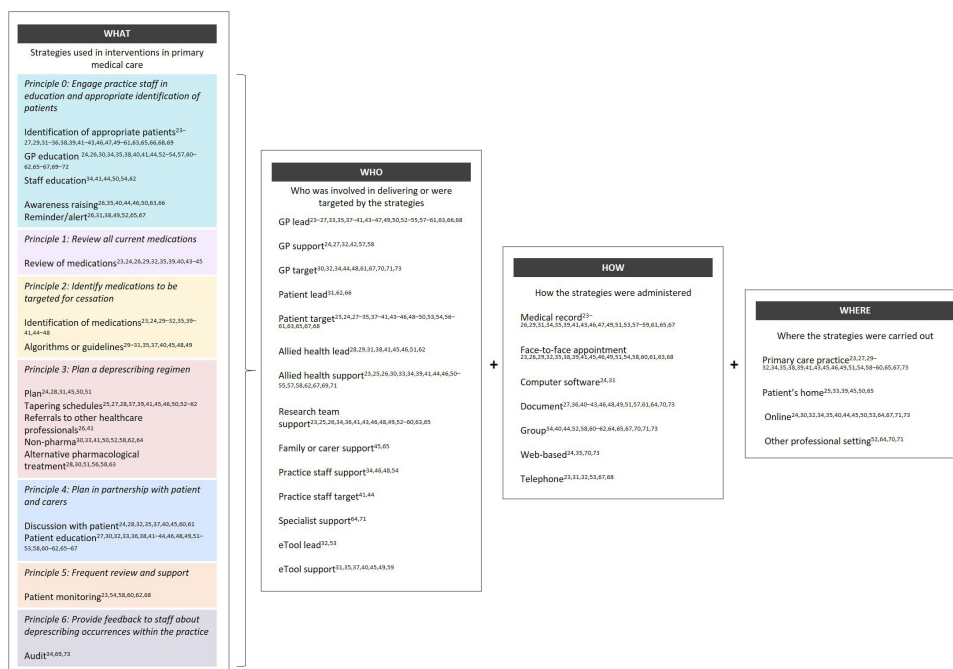 WHAT
Strategies used in interventions in primary
medical care
Principle 0: Engage practice staff in
education and appropriate identification of
patients
Identification of appropriate patients23–
27,29,31–36,38,39,41–43,46,47,49–61,63,65,66,68,69
GP education 24,26,30,34,35,38,40,41,44,52–54,57,60–
62,65–67,69–72
Staff education34,41,44,50,54,62
Awareness raising26,35,40,44,46,50,63,66
Reminder/alert26,31,38,49,52,65,67
Principle 1: Review all current medications
Review of medications23,24,26,29,32,35,39,40,43–45
Principle 2: Identify medications to be
targeted for cessation
Identification of medications23,24,29–32,35,39–
41,44–48
Algorithms or guidelines29–31,35,37,40,45,48,49
Principle 3: Plan a deprescribing regimen
Plan24,28,31,45,50,51
Tapering schedules25,27,28,37,39,41,45,46,50,52–62
Referrals to other healthcare
professionals26,41
Non-pharma30,33,41,50,52,58,62,64
Alternative pharmacological
treatment28,30,51,56,58,63
Principle 4: Plan in partnership with patient
and carers
Discussion with patient24,28,32,35,37,40,45,60,61
Patient education27,30,32,33,36,38,41–44,46,48,49,51–
53,58,60–62,65–67
Principle 5: Frequent review and support
Patient monitoring23,54,58,60,62,68
Principle 6: Provide feedback to staff about
deprescribing occurrences within the practice
Audit34,69,73
WHO
Who was involved in delivering or were
targeted by the strategies
GP lead23–27,33,35,37–41,43–47,49,50,52–55,57–61,63,66,68
GP support24,27,32,42,57,58
GP target30,32,34,44,48,61,67,70,71,73
Patient lead31,62,66
Patient target23,24,27–35,37–41,43–46,48–50,53,54,56–
61,63,65,67,68
Allied health lead28,29,31,38,41,45,46,51,62
Allied health support23,25,26,30,33,34,39,41,44,46,50–
55,57,58,62,67,69,71
Research team
support23,25,26,34,36,41,43,46,48,49,52–60,63,65
Family or carer support45,65
Practice staff support34,46,48,54
Practice staff target41,44
Specialist support64,71
eTool lead32,53
eTool support31,35,37,40,45,49,59
+
HOW
How the strategies were administered
Medical record23–
26,29,31,34,35,39,41,43,46,47,49,51,53,57–59,61,65,67
Face-to-face appointment
23,26,29,32,35,38,39,41,45,46,49,51,54,58,60,61,63,68
Computer software24,31
Document27,36,40–43,46,48,49,51,57,61,64,70,73
Group34,40,44,52,58,60–62,64,65,67,70,71,73
Web-based24,35,70,73
Telephone23,31,32,53,67,68
+
WHERE
Where the strategies were carried out
Primary care practice23,27,29–
32,34,35,38,39,41,43,45,46,49,51,54,58–60,65,67,73
Patient's home25,33,39,45,50,65
Online24,30,32,34,35,40,44,45,50,53,64,67,71,73
Other professional setting52,64,70,71